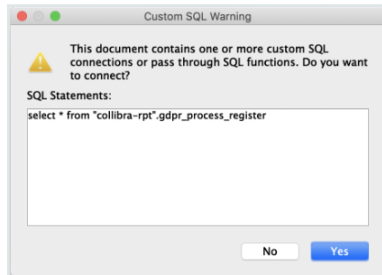 Custom SQL Warning
This document contains one or more custom SQL
connections or pass through SQL functions. Do you want
to connect?
SQL Statements:
select * from "collibra-rpt".gdpr_process_register
No
Yes